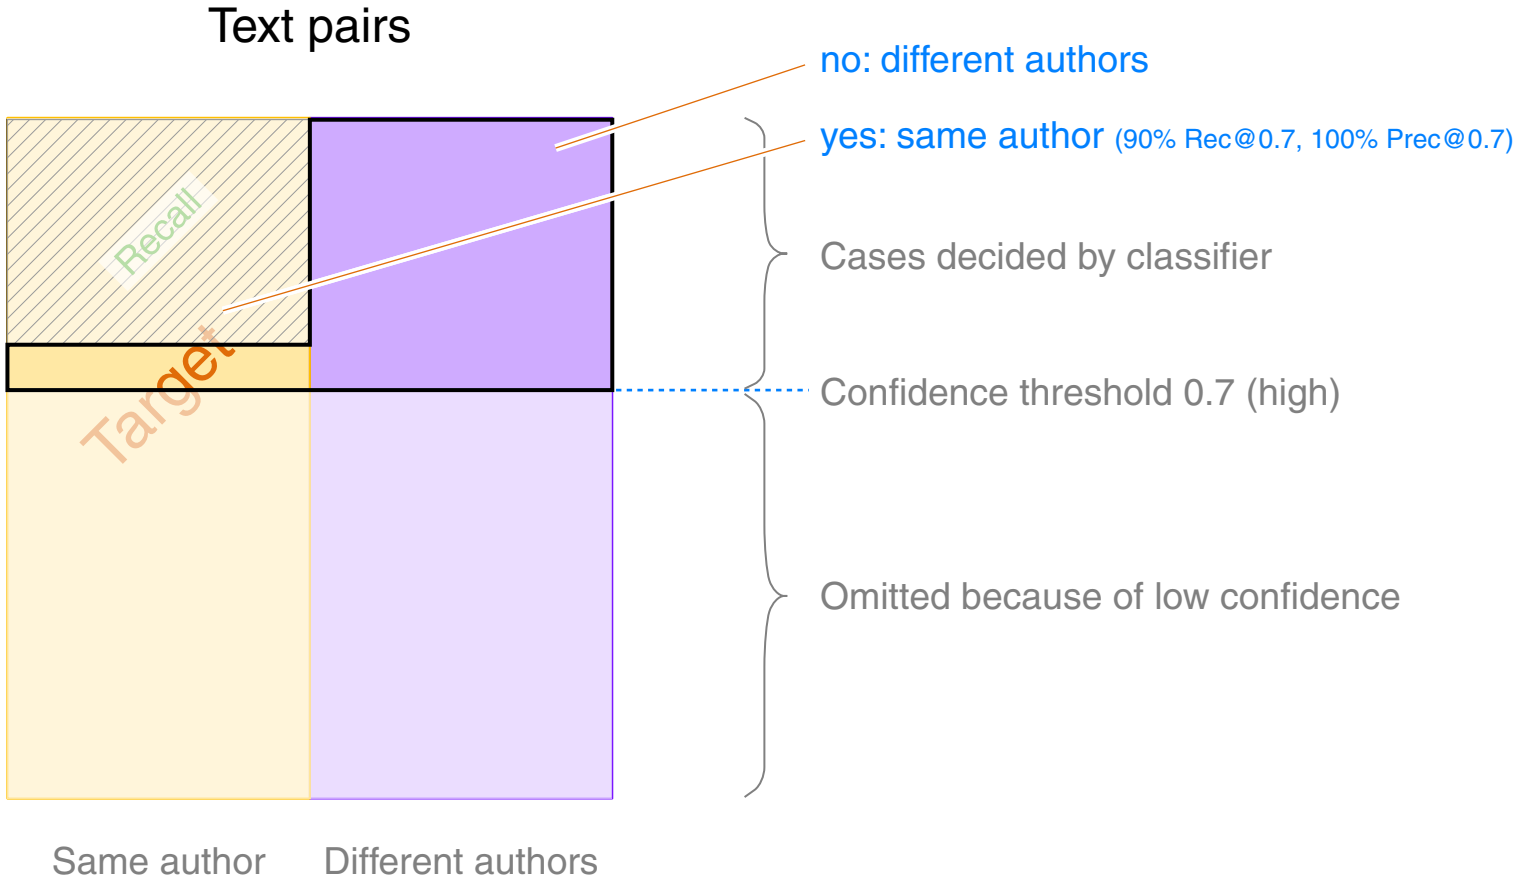 Text pairs
no: different authors
yes: same author (90% Rec@0.7, 100% Prec@0.7)
Recall
Cases decided by classifier
Target
Confidence threshold 0.7 (high)
Omitted because of low confidence
Same author
Different authors